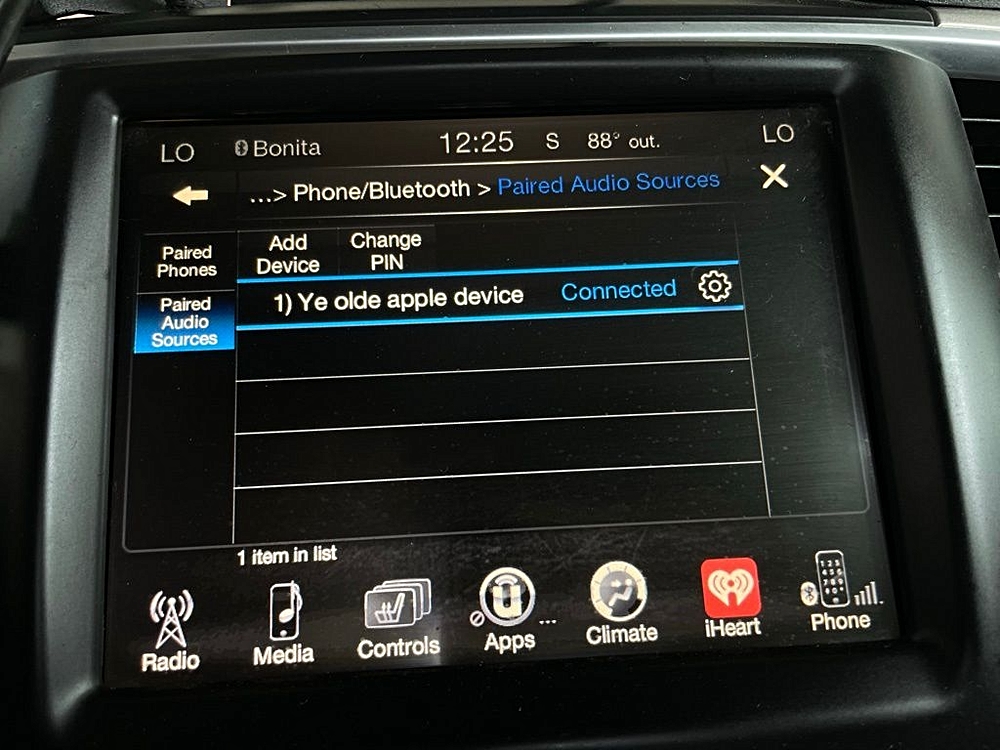 LO Bonita 12:25 S 88° out. LO
...> Phone/Bluetooth > Paired Audio Sources
Paired
Phones
Add
Device
Change
PIN
Paired
Audio
Sources
1) Ye olde apple device Connected
1 item in list
Radio
Media
Controls
Apps
...
Climate
iHeart
Phone